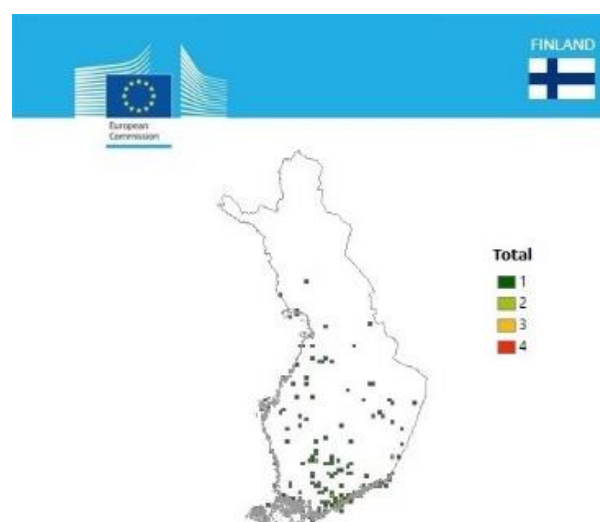 FINLAND
European
Commission
Total
1
2
3
4